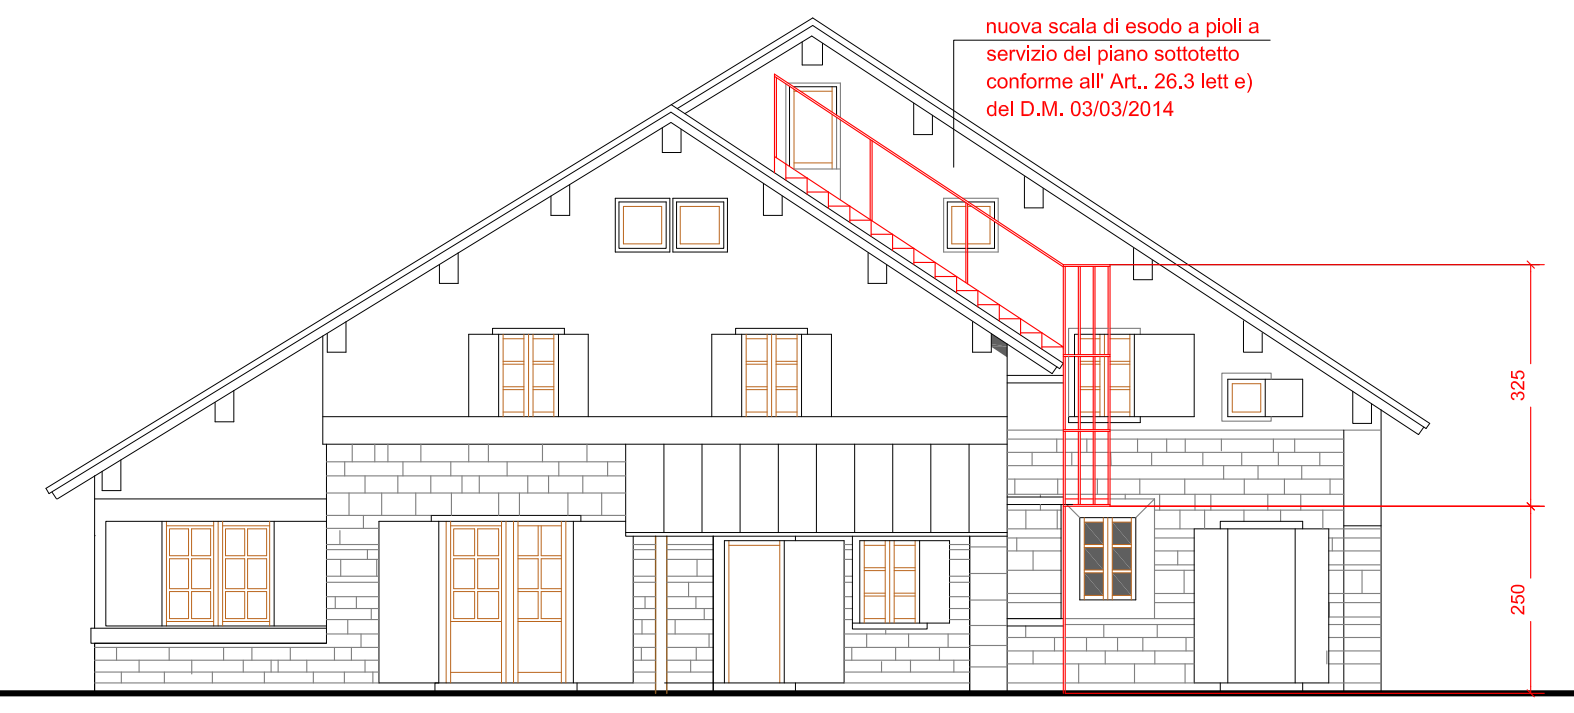 nuova scala di esodo a pioli a
servizio del piano sottotetto
conforme all' Art.. 26.3 lett e)
del D.M. 03/03/2014
325
250